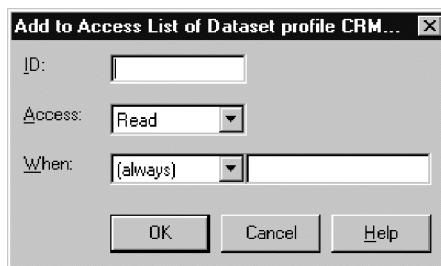 Add to Access List of Dataset profile CRM...
ID:
Access: Read
When: (always)
OK Cancel Help